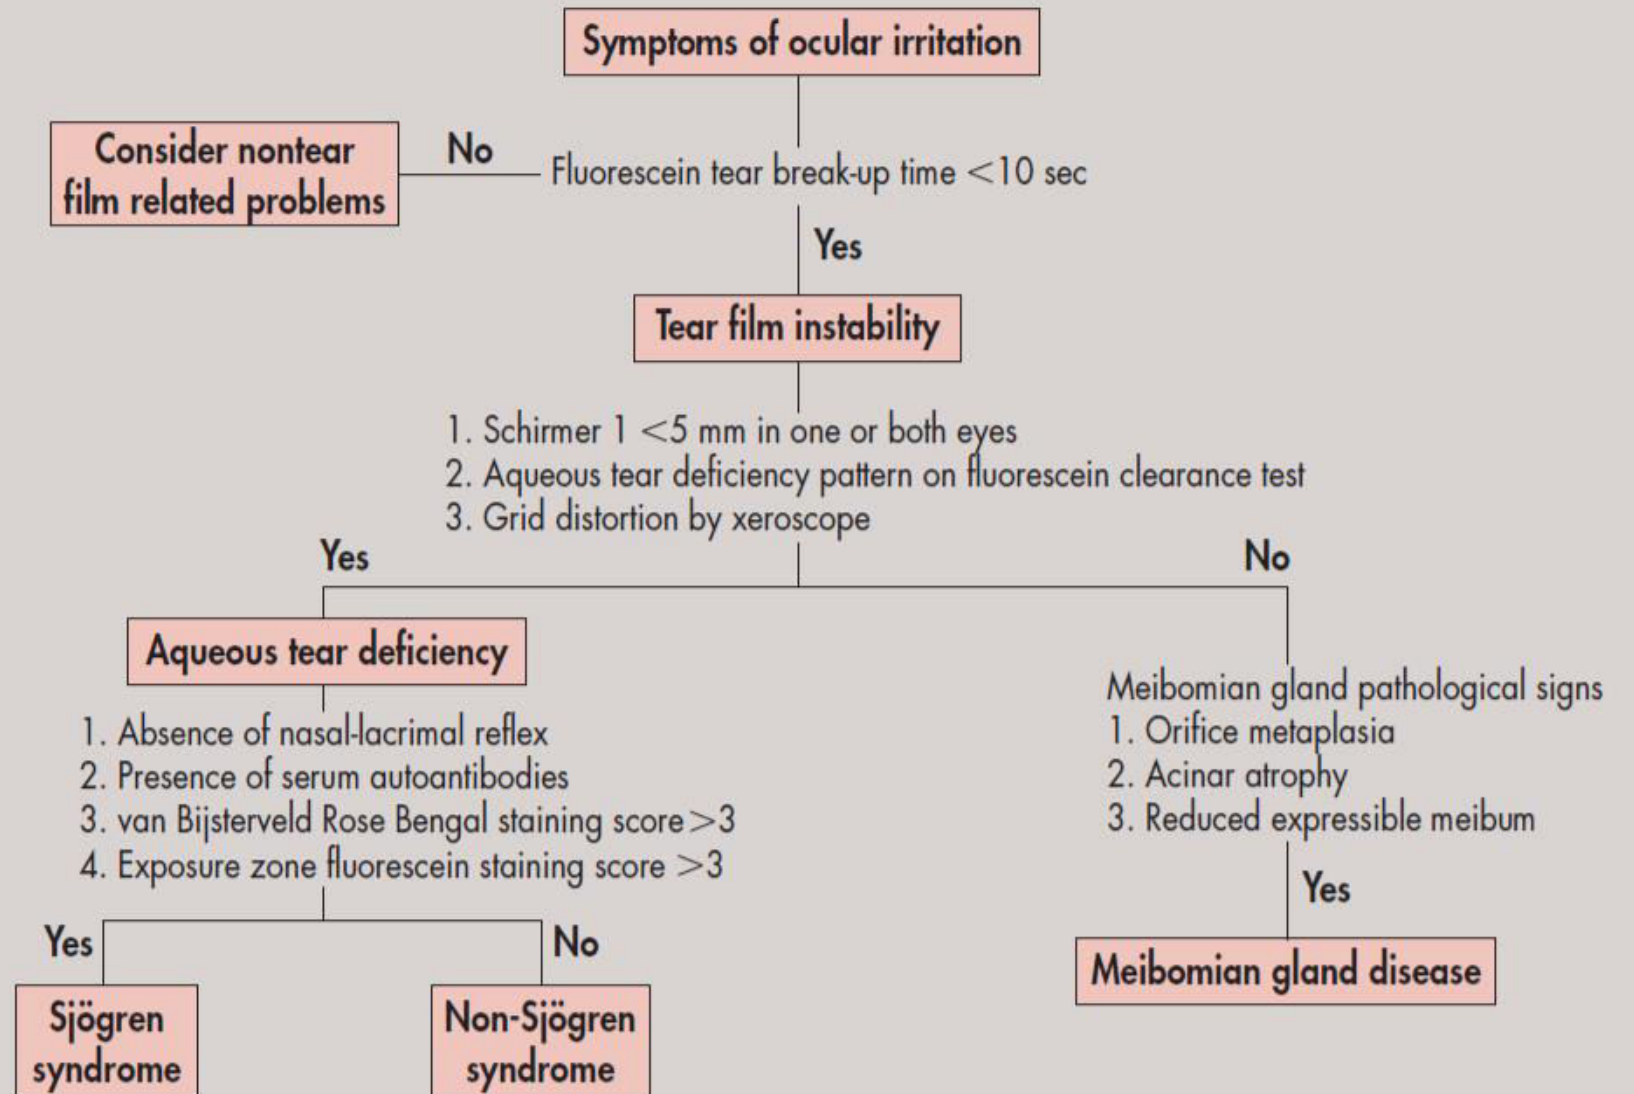 Symptoms of ocular irritation
Consider nontear
film related problems
No
Fluorescein tear break-up time <10 sec
Yes
Tear film instability
1. Schirmer 1 <5 mm in one or both eyes
2. Aqueous tear deficiency pattern on fluorescein clearance test
3. Grid distortion by xeroscope
Yes
No
Aqueous tear deficiency
1. Absence of nasal-lacrimal reflex
2. Presence of serum autoantibodies
3. van Bijsterveld Rose Bengal staining score>3
4. Exposure zone fluorescein staining score >3
Meibomian gland pathological signs
1. Orifice metaplasia
2. Acinar atrophy
3. Reduced expressible meibum
Yes
No
Yes
Sjögren
syndrome
Non-Sjögren
syndrome
Meibomian gland disease